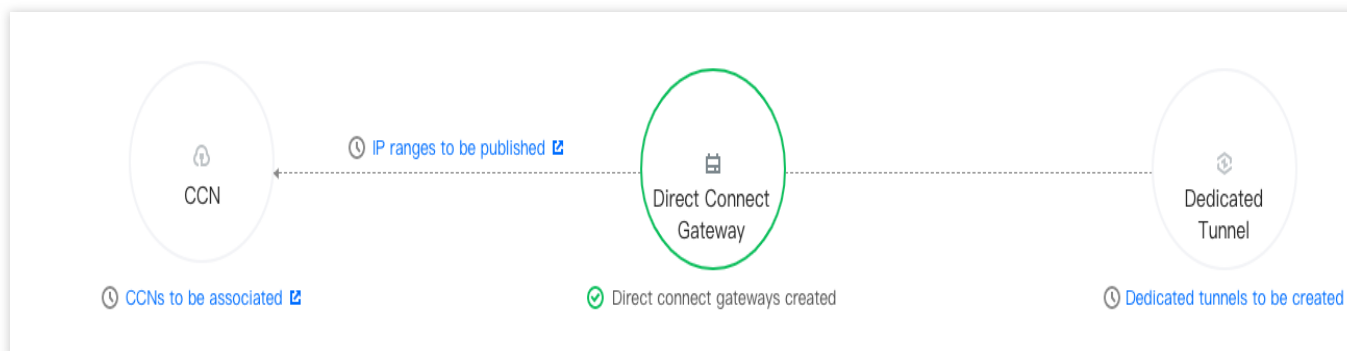 IP ranges to be published
CCN
Direct Connect
Gateway
Dedicated
Tunnel
CCNs to be associated
Direct connect gateways created
Dedicated tunnels to be created